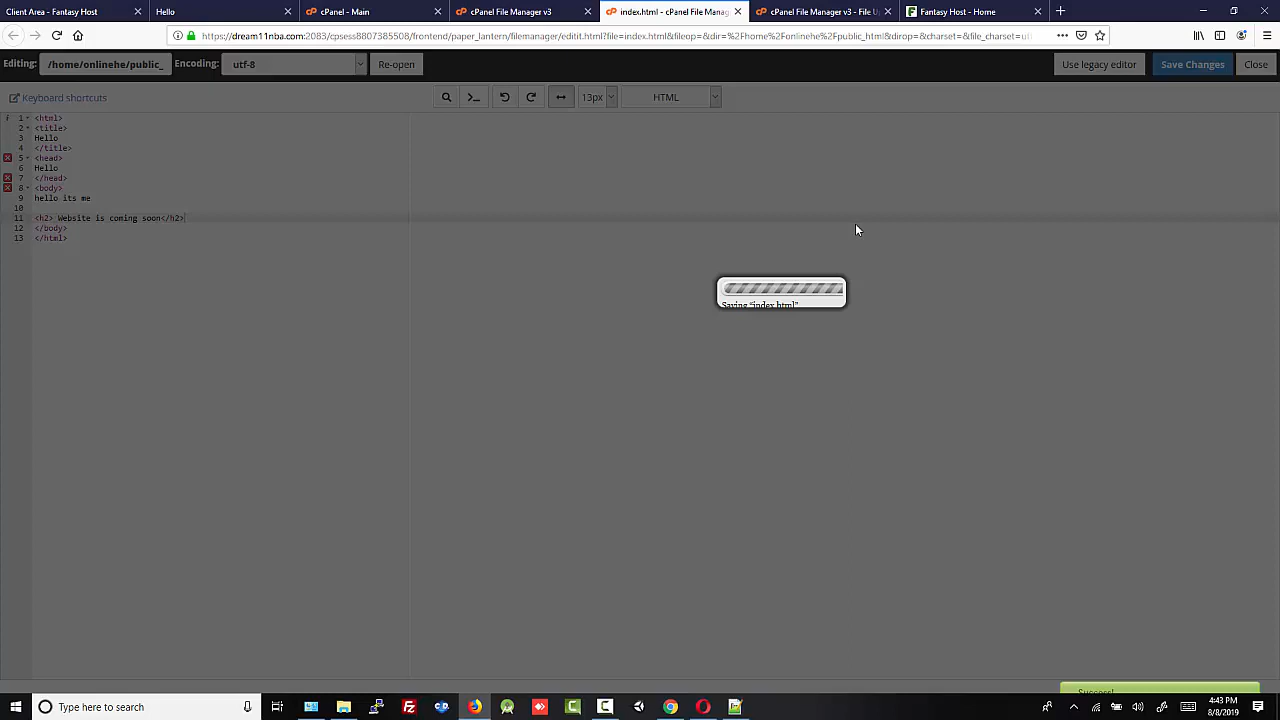 Client Area - Fantasy Host
Hello
cPanel - Main
cPanel File Manager v3
index.html - cPanel File Manag
cPanel File Manager v3 - File U
Fantasy Host - Home
https://dream11nba.com:2083/cpsess8807385508/frontend/paper_lantern/filemanager/editit.html?file=index.html&fileop=&dir=%2Fhome%2Fonlinehe%2Fpublic_html&dirop=&charset=&file_charset=ut
Editing: /home/onlinehe/public_ Encoding: utf-8 Re-open Use legacy editor Save Changes Close
Keyboard shortcuts 13px HTML
1 <html>
2 <title>
3 Hello
4 </title>
5 <head>
6 Hello
7 </head>
8 <body>
9 hello its me
10
11 <h2> Website is coming soon</h2>
12 </body>
13 </html>
Saving "index.html"
Success!
Type here to search
4:43 PM
8/8/2019